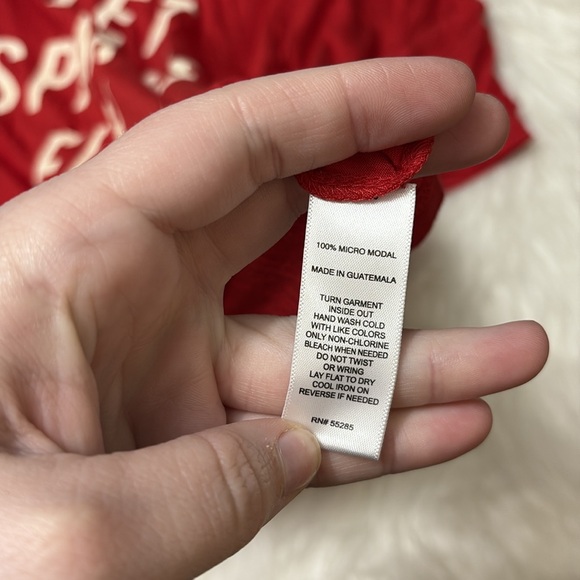 SP
100% MICRO MODAL
MADE IN GUATEMALA
TURN GARMENT
INSIDE OUT
HAND WASH COLD
WITH LIKE COLORS
ONLY NON-CHLORINE
BLEACH WHEN NEEDED
DO NOT TWIST
OR WRING
LAY FLAT TO DRY
COOL IRON ON
REVERSE IF NEEDED
RN# 55285